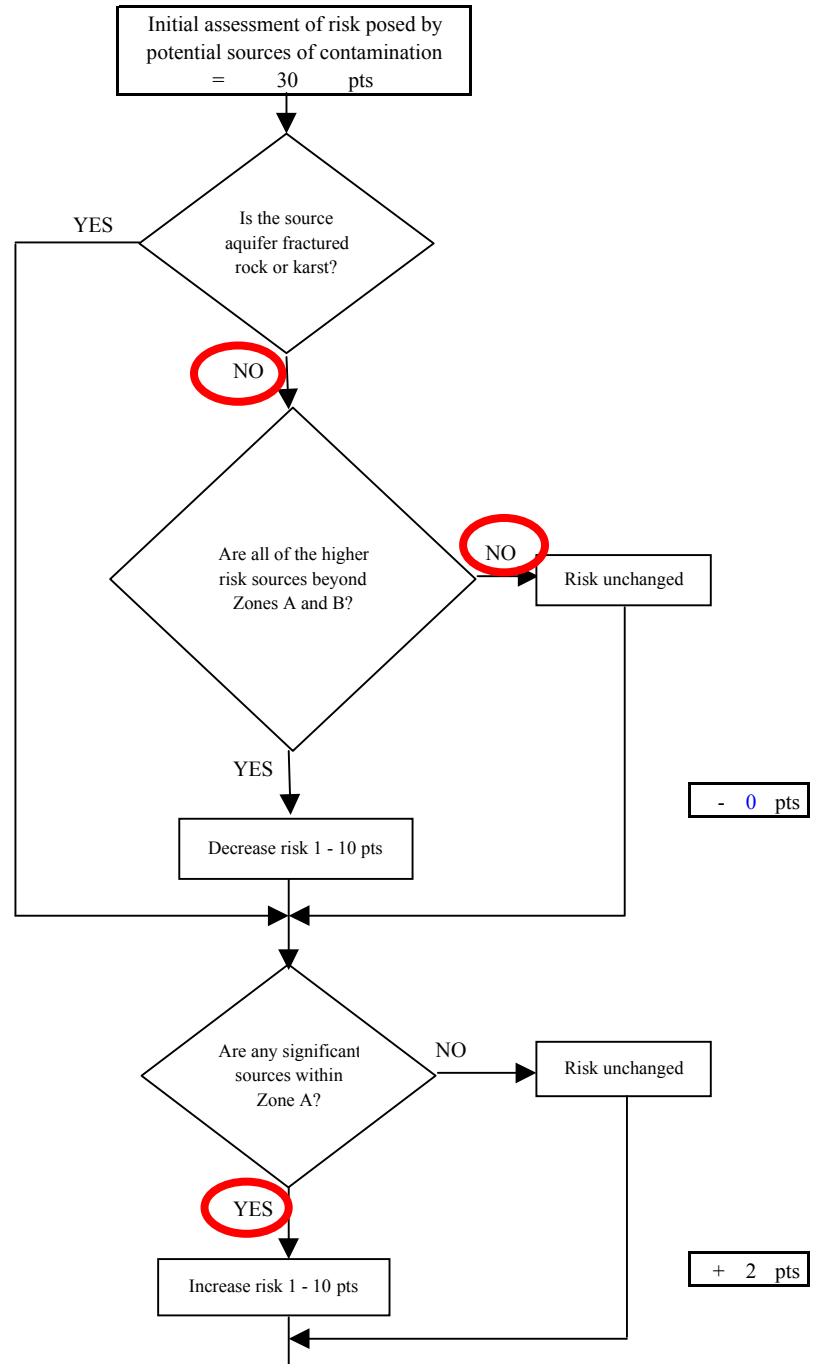 Initial assessment of risk posed by
potential sources of contamination
= 30 pts
YES
Is the source
aquifer fractured
rock or karst?
NO
Are all of the higher
risk sources beyond
Zones A and B?
NO
Risk unchanged
YES
- 0 pts
Decrease risk 1 - 10 pts
Are any significant
sources within
Zone A?
NO
Risk unchanged
YES
Increase risk 1 - 10 pts
+ 2 pts